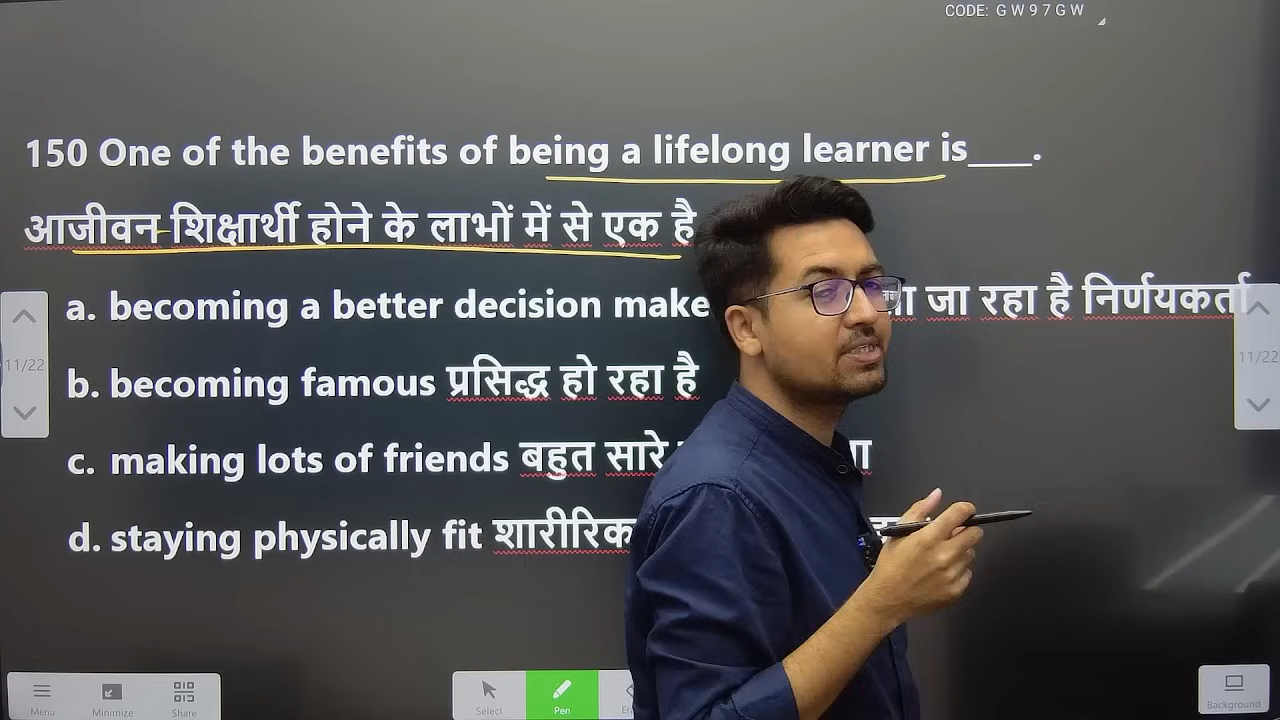 CODE: G W 9 7 G W
150 One of the benefits of being a lifelong learner is____.
आजीवन शिक्षार्थी होने के लाभों में से एक है
a. becoming a better decision make जा रहा है निर्णयकर्ता
b. becoming famous प्रसिद्ध हो रहा है
c. making lots of friends बहुत सारे
d. staying physically fit शारीरिक
11/22
11/22
Menu
Minimize
Share
Select
Pen
Background